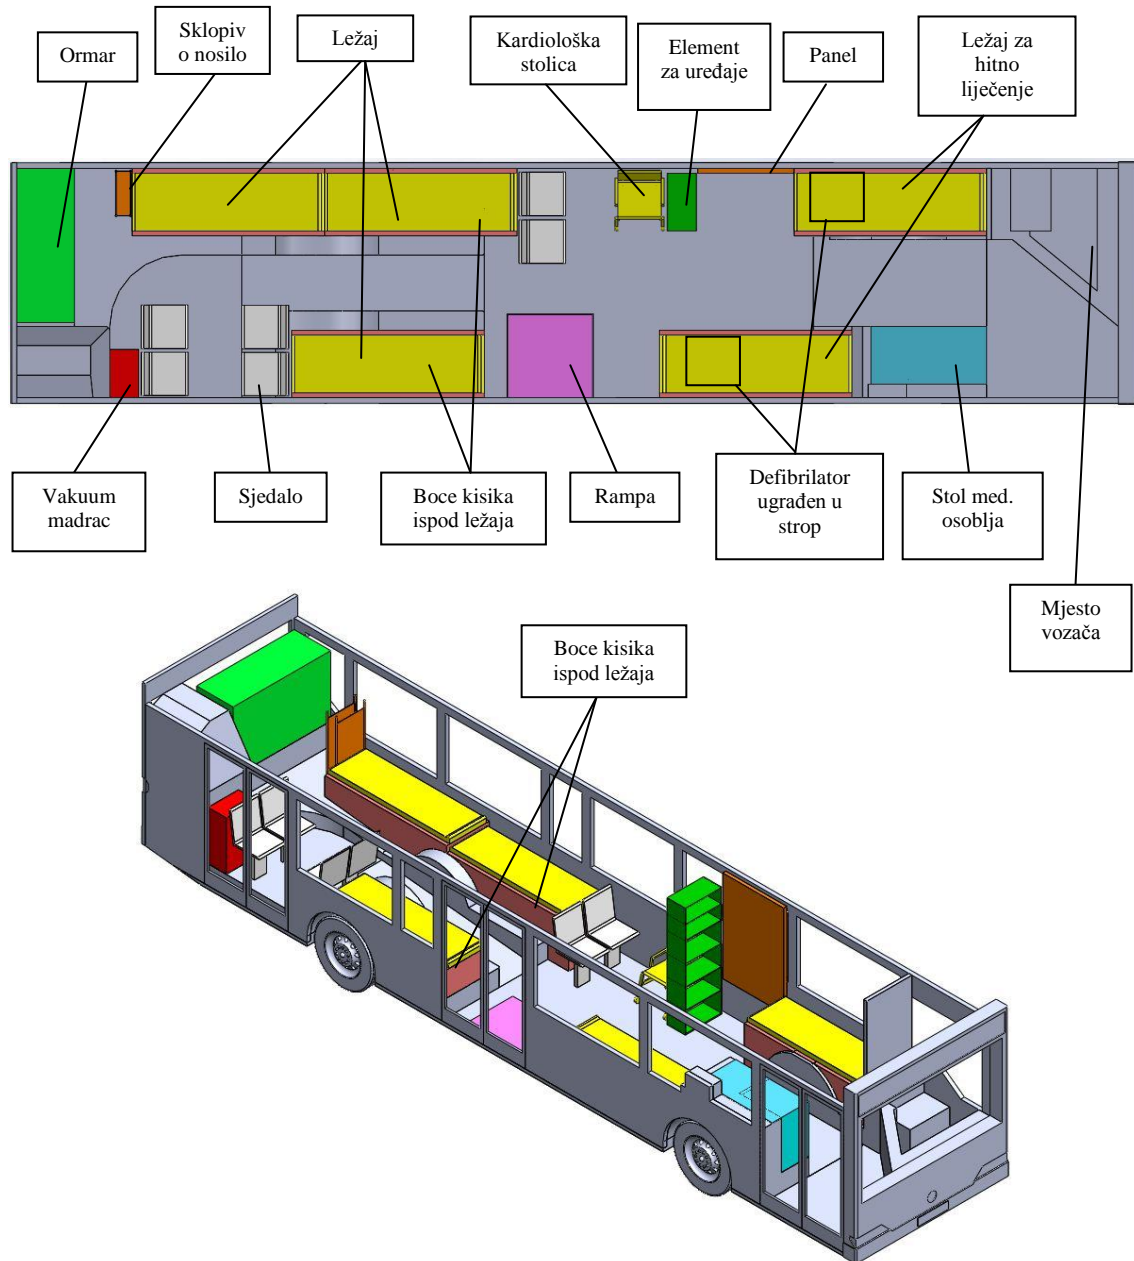 Ormar
Sklopiv
o nosilo
Ležaj
Kardiološka
stolica
Element
za uređaje
Panel
Ležaj za
hitno
liječenje
Vakuum
madrac
Sjedalo
Boce kisika
ispod ležaja
Rampa
Defibrilator
ugrađen u
strop
Stol med.
osoblja
Mjesto
vozača
Boce kisika
ispod ležaja